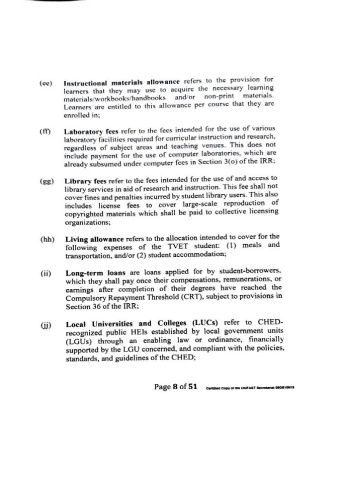 (ee) Instructional materials allowance refers to the provision for
learners that they may use to acquire the necessary learning
materials/workbooks/handbooks and/or non-print materials.
Learners are entitled to this allowance per course that they are
enrolled in;
(ff) Laboratory fees refer to the fees intended for the use of various
laboratory facilities required for curricular instruction and research,
regardless of subject areas and teaching venues. This does not
include payment for the use of computer laboratories, which are
already subsumed under computer fees in Section 3(o) of the IRR;
(gg) Library fees refer to the fees intended for the use of and access to
library services in aid of research and instruction. This fee shall not
cover fines and penalties incurred by student library users. This also
includes license fees to cover large-scale reproduction of
copyrighted materials which shall be paid to collective licensing
organizations;
(hh) Living allowance refers to the allocation intended to cover for the
following expenses of the TVET student: (1) meals and
transportation, and/or (2) student accommodation;
(ii) Long-term loans are loans applied for by student-borrowers,
which they shall pay once their compensations, remunerations, or
earnings after completion of their degrees have reached the
Compulsory Repayment Threshold (CRT), subject to provisions in
Section 36 of the IRR;
(jj) Local Universities and Colleges (LUCs) refer to CHED-
recognized public HEIs established by local government units
(LGUs) through an enabling law or ordinance, financially
supported by the LGU concerned, and compliant with the policies,
standards, and guidelines of the CHED;
Page 8 of 51 Certified Copy of the UniFAST Secretariat